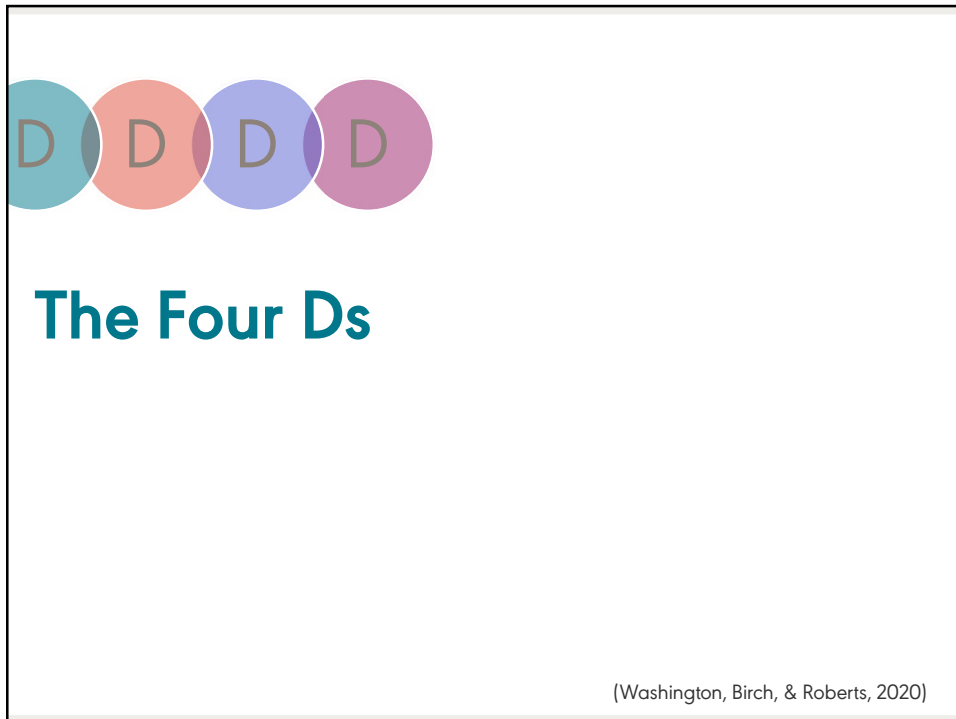 D D D D
The Four Ds
(Washington, Birch, & Roberts, 2020)